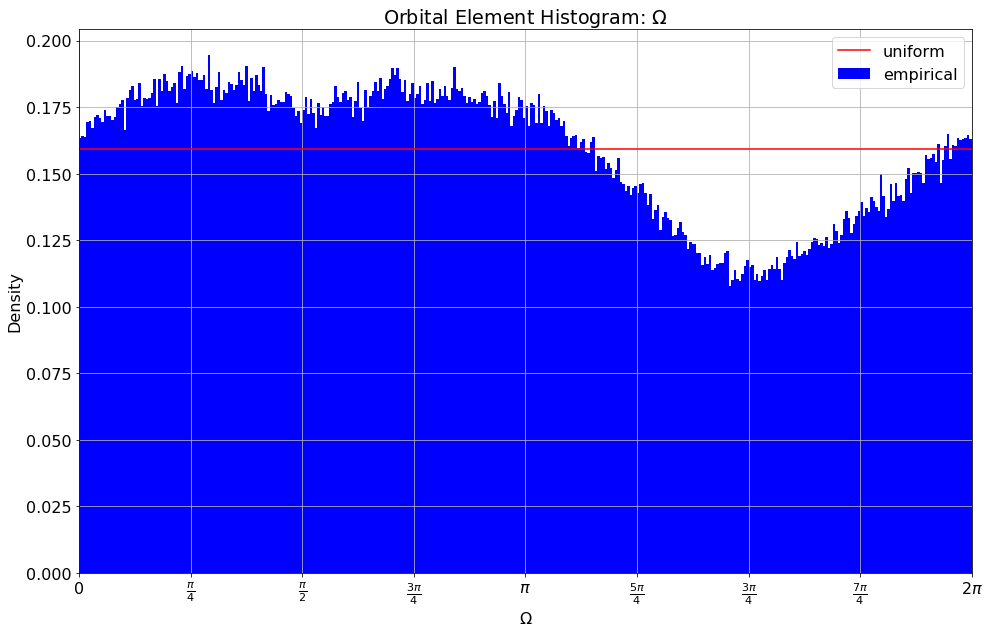 Orbital Element Histogram: Ω
uniform
empirical
Density
0.200
0.175
0.150
0.125
0.100
0.075
0.050
0.025
0.000
0 π/4 π/2 3π/4 π 5π/4 3π/4 7π/4 2π
Ω